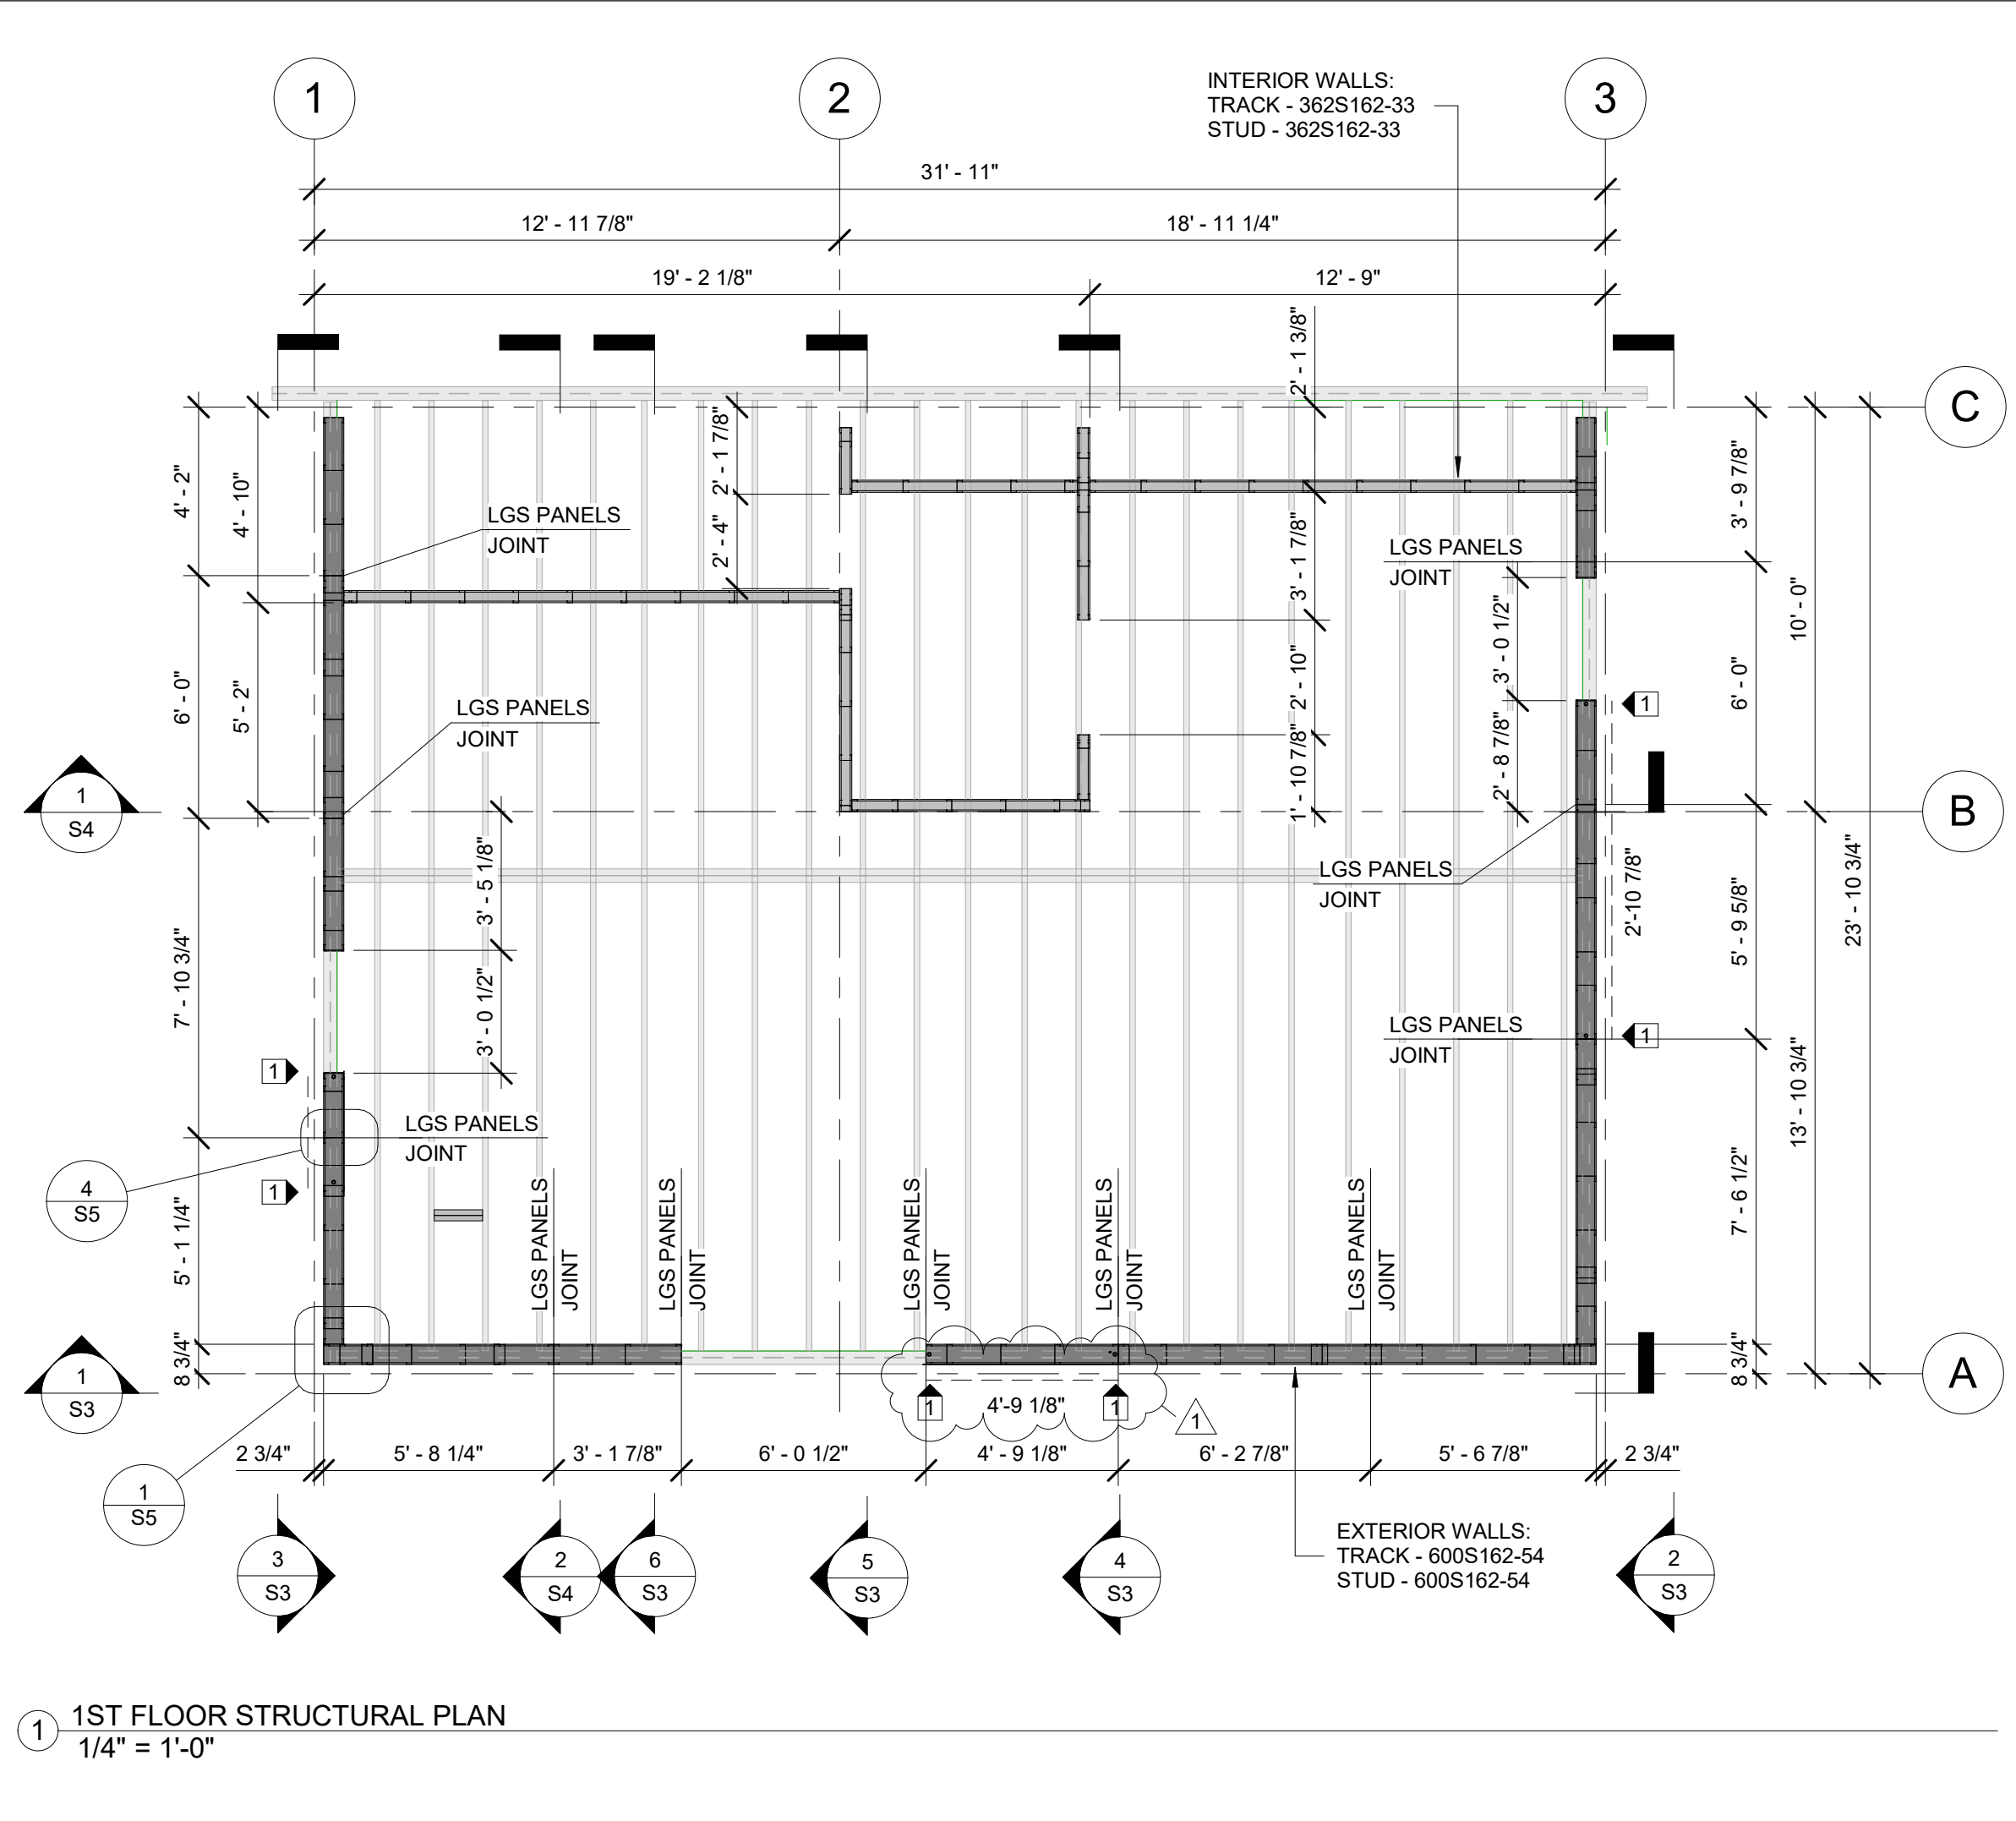 1
2
3
INTERIOR WALLS:
TRACK - 362S162-33
STUD - 362S162-33
31' - 11"
12' - 11 7/8"
18' - 11 1/4"
19' - 2 1/8"
12' - 9"
2' - 1 3/8"
C
4' - 2"
4' - 10"
2' - 1 7/8"
3' - 9 7/8"
LGS PANELS
JOINT
2' - 4"
3' - 1 7/8"
LGS PANELS
JOINT
10' - 0"
3' - 0 1/2"
6' - 0"
5' - 2"
LGS PANELS
JOINT
2' - 10"
6' - 0"
1
2' - 8 7/8"
1' - 10 7/8"
1
S4
B
3' - 5 1/8"
LGS PANELS
JOINT
2'-10 7/8"
5' - 9 5/8"
23' - 10 3/4"
7' - 10 3/4"
3' - 0 1/2"
LGS PANELS
JOINT
1
1
13' - 10 3/4"
LGS PANELS
JOINT
4
S5
1
5' - 1 1/4"
7' - 6 1/2"
LGS PANELS
JOINT
LGS PANELS
JOINT
LGS PANELS
JOINT
LGS PANELS
JOINT
LGS PANELS
JOINT
8 3/4"
8 3/4"
1
S3
A
1
4'-9 1/8"
1
1
2 3/4"
5' - 8 1/4"
3' - 1 7/8"
6' - 0 1/2"
4' - 9 1/8"
6' - 2 7/8"
5' - 6 7/8"
2 3/4"
1
S5
EXTERIOR WALLS:
TRACK - 600S162-54
STUD - 600S162-54
3
S3
2
S4
6
S3
5
S3
4
S3
2
S3
1
1ST FLOOR STRUCTURAL PLAN
1/4" = 1'-0"